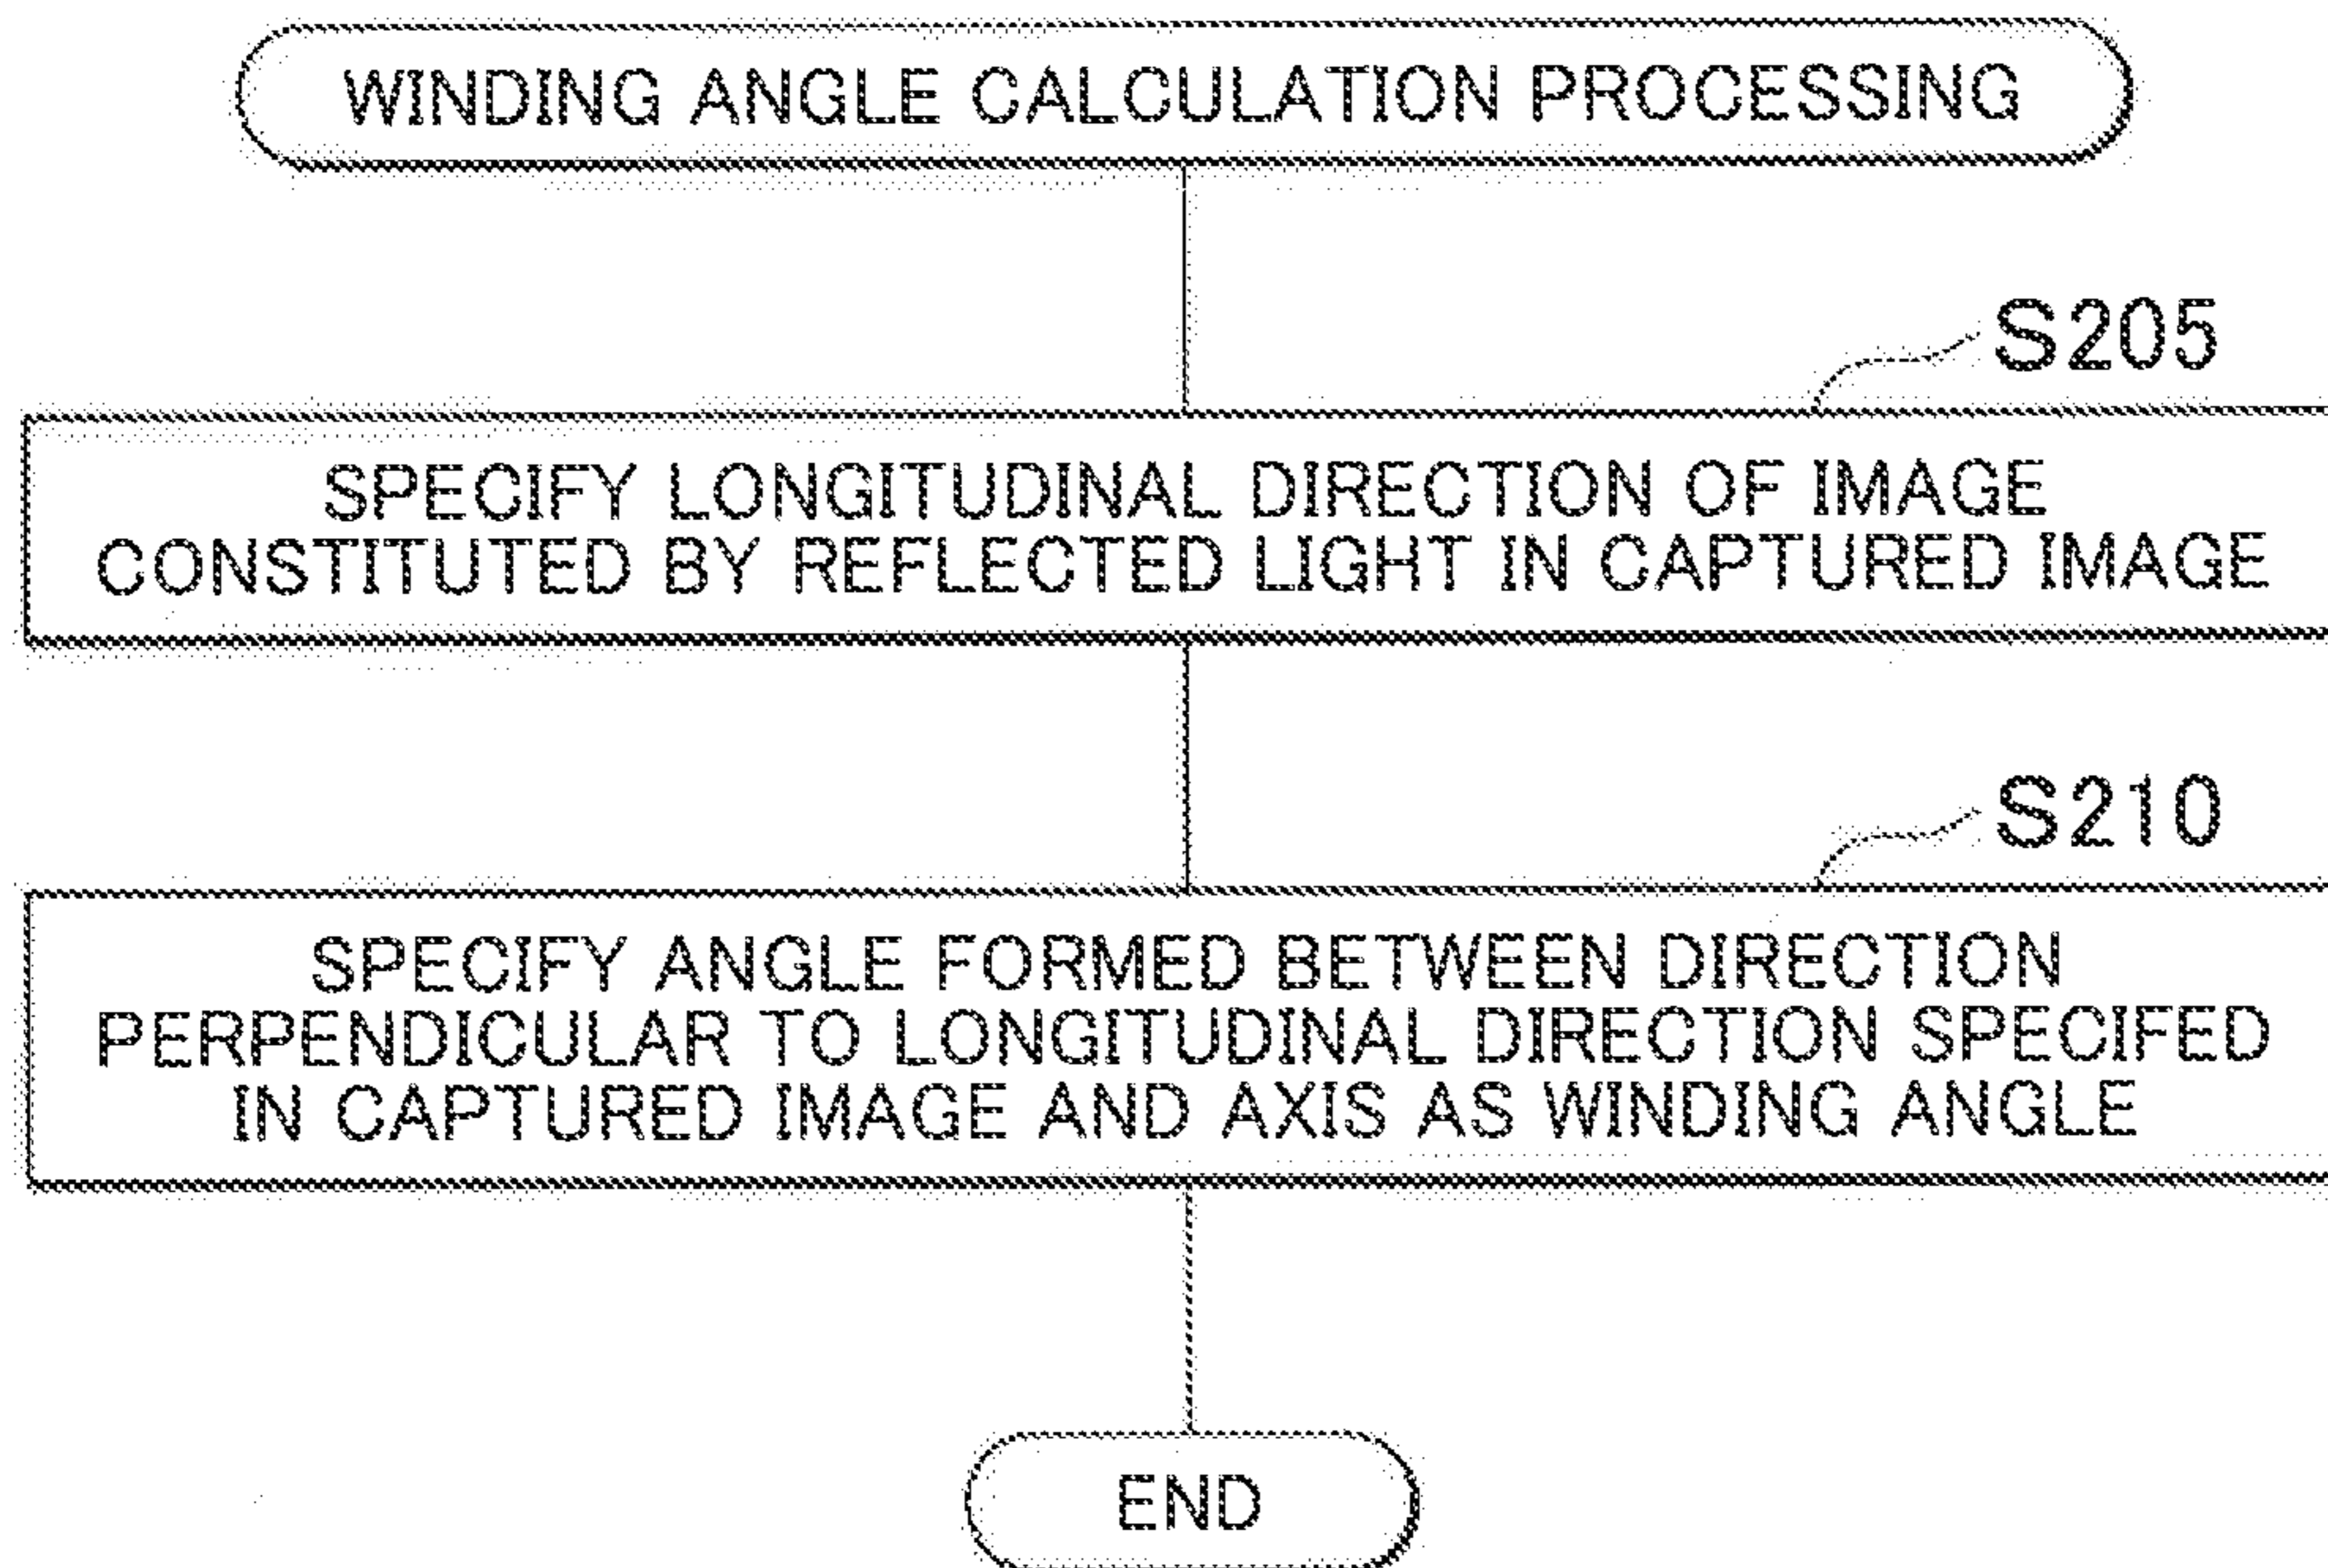 WINDING ANGLE CALCULATION PROCESSING
S205
SPECIFY LONGITUDINAL DIRECTION OF IMAGE
CONSTITUTED BY REFLECTED LIGHT IN CAPTURED IMAGE
S210
SPECIFY ANGLE FORMED BETWEEN DIRECTION
PERPENDICULAR TO LONGITUDINAL DIRECTION SPECIFED
IN CAPTURED IMAGE AND AXIS AS WINDING ANGLE
END